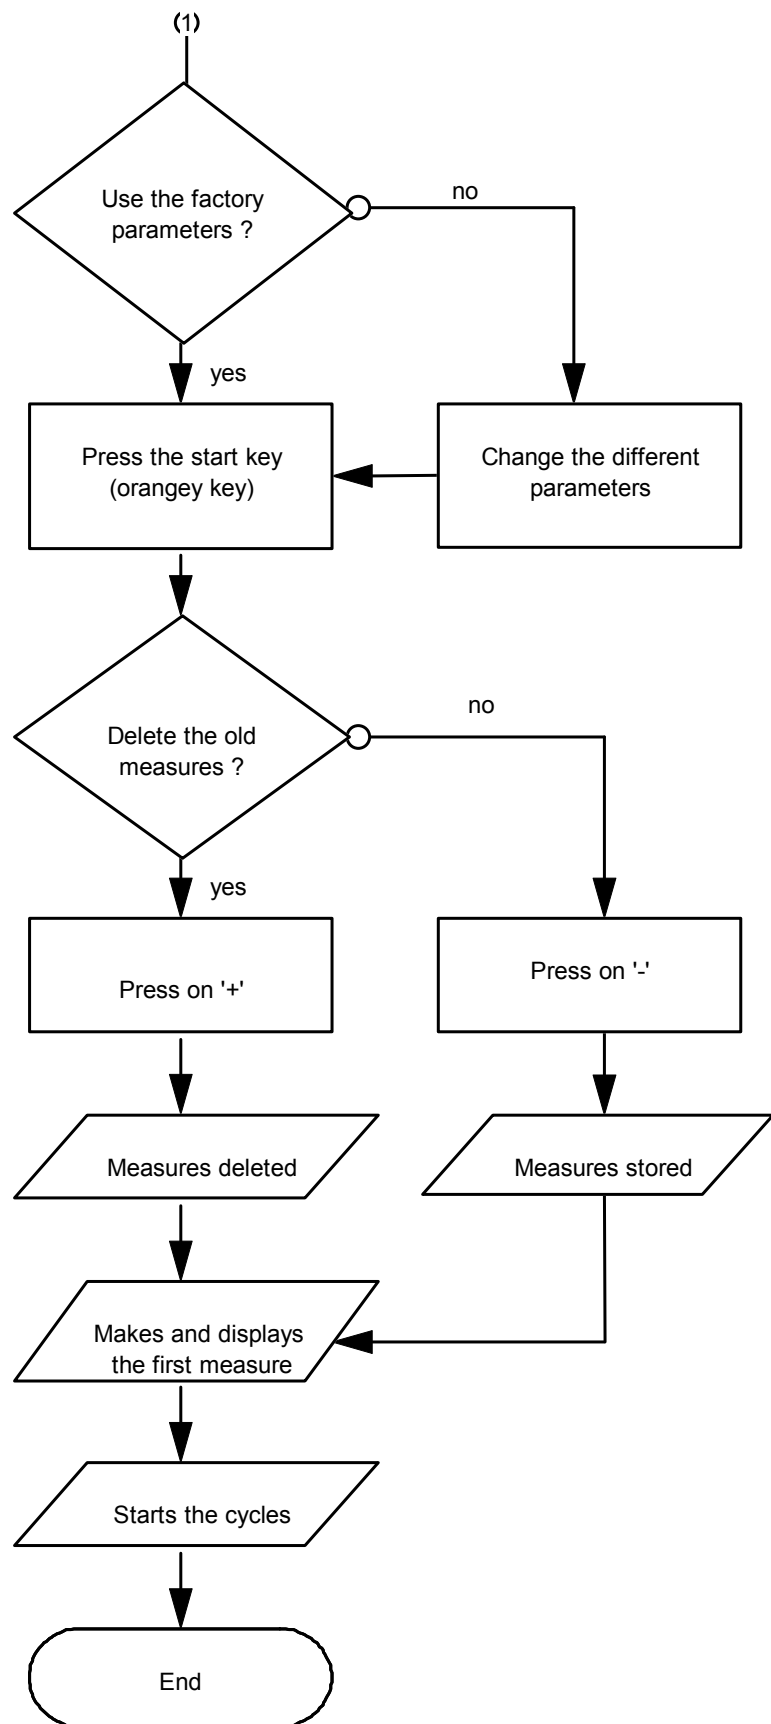 (1)
Use the factory
parameters ?
no
yes
Press the start key
(orangey key)
Change the different
parameters
Delete the old
measures ?
no
yes
Press on '+'
Press on '-'
Measures deleted
Measures stored
Makes and displays
the first measure
Starts the cycles
End